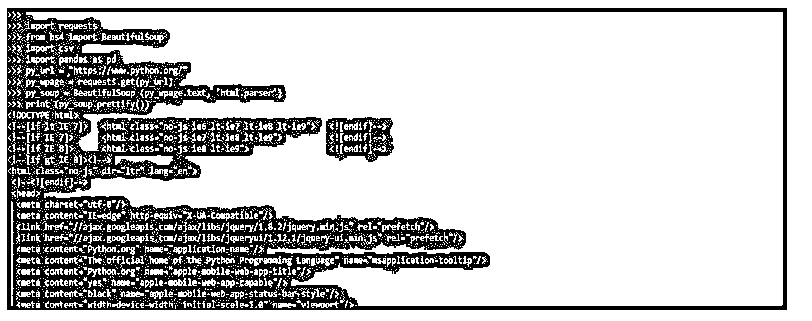 >>>
>>> import requests
>>> from bs4 import BeautifulSoup
>>> import csv
>>> import pandas as pd
>>> py_url = "https://www.python.org/"
>>> py_wpage = requests.get(py_url)
>>> py_soup = BeautifulSoup (py_wpage.text, 'html.parser')
>>> print (py_soup.prettify())
<!DOCTYPE html>
<!--[if lt IE 7]>   <html class="no-js ie6 lt-ie7 lt-ie8 lt-ie9">   <![endif]-->
<!--[if IE 7]>      <html class="no-js ie7 lt-ie8 lt-ie9">          <![endif]-->
<!--[if IE 8]>      <html class="no-js ie8 lt-ie9">                 <![endif]-->
<!--[if gt IE 8]><!-->
<html class="no-js" dir="ltr" lang="en">
<!--<![endif]-->
<head>
<meta charset="utf-8"/>
<meta content="IE=edge" http-equiv="X-UA-Compatible"/>
<link href="//ajax.googleapis.com/ajax/libs/jquery/1.8.2/jquery.min.js" rel="prefetch"/>
<link href="//ajax.googleapis.com/ajax/libs/jqueryui/1.12.1/jquery-ui.min.js" rel="prefetch"/>
<meta content="Python.org" name="application-name"/>
<meta content="The official home of the Python Programming Language" name="msapplication-tooltip"/>
<meta content="Python.org" name="apple-mobile-web-app-title"/>
<meta content="yes" name="apple-mobile-web-app-capable"/>
<meta content="black" name="apple-mobile-web-app-status-bar-style"/>
<meta content="width=device-width, initial-scale=1.0" name="viewport"/>